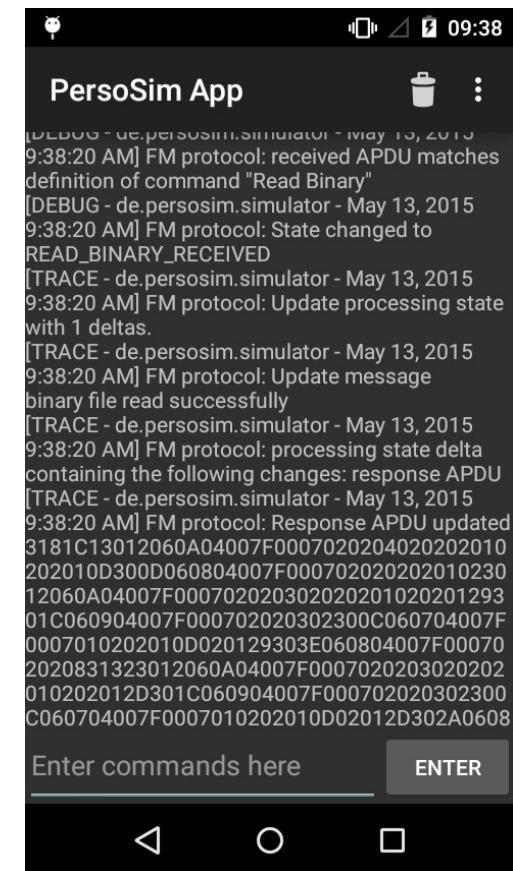 09:38
PersoSim App
[DEBUG - de.persosim.simulator - May 13, 2015
9:38:20 AM] FM protocol: received APDU matches
definition of command "Read Binary"
[DEBUG - de.persosim.simulator - May 13, 2015
9:38:20 AM] FM protocol: State changed to
READ_BINARY_RECEIVED
[TRACE - de.persosim.simulator - May 13, 2015
9:38:20 AM] FM protocol: Update processing state
with 1 deltas.
[TRACE - de.persosim.simulator - May 13, 2015
9:38:20 AM] FM protocol: Update message
binary file read successfully
[TRACE - de.persosim.simulator - May 13, 2015
9:38:20 AM] FM protocol: processing state delta
containing the following changes: response APDU
[TRACE - de.persosim.simulator - May 13, 2015
9:38:20 AM] FM protocol: Response APDU updated
3181C13012060A04007F0007020204020202010
202010D300D060804007F00070202020201023​0
12060A04007F00070202030202020102020129​3
01C060904007F000702020302300C060704007F
0007010202010D020129303E060804007F00070
2020831323012060A04007F0007020203020202
010202012D301C060904007F000702020302300
C060704007F0007010202010D02012D302A0608
Enter commands here
ENTER